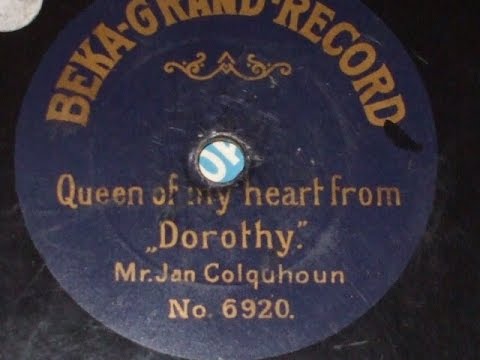 BEKA-GRAND-RECORD
Queen of my heart from
„Dorothy.”
Mr. Jan Colquhoun
No. 6920.